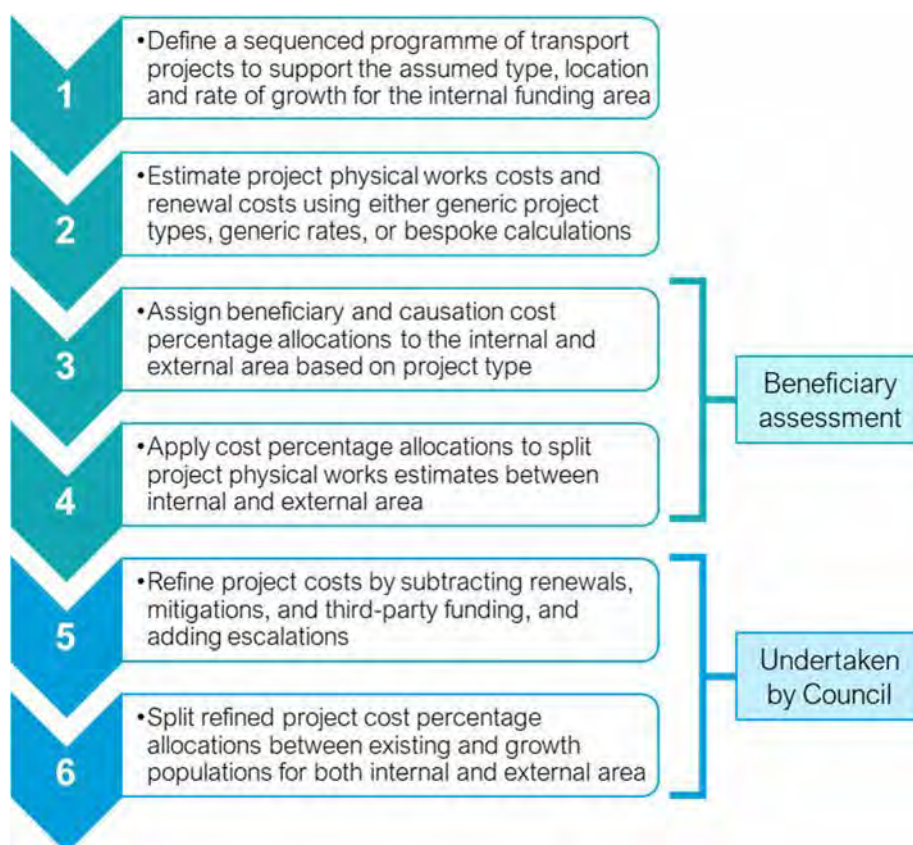 1
•Define a sequenced programme of transport
projects to support the assumed type, location
and rate of growth for the internal funding area
2
•Estimate project physical works costs and
renewal costs using either generic project
types, generic rates, or bespoke calculations
3
•Assign beneficiary and causation cost
percentage allocations to the internal and
external area based on project type
4
•Apply cost percentage allocations to split
project physical works estimates between
internal and external area
Beneficiary
assessment
5
•Refine project costs by subtracting renewals,
mitigations, and third-party funding, and
adding escalations
6
•Split refined project cost percentage
allocations between existing and growth
populations for both internal and external area
Undertaken
by Council